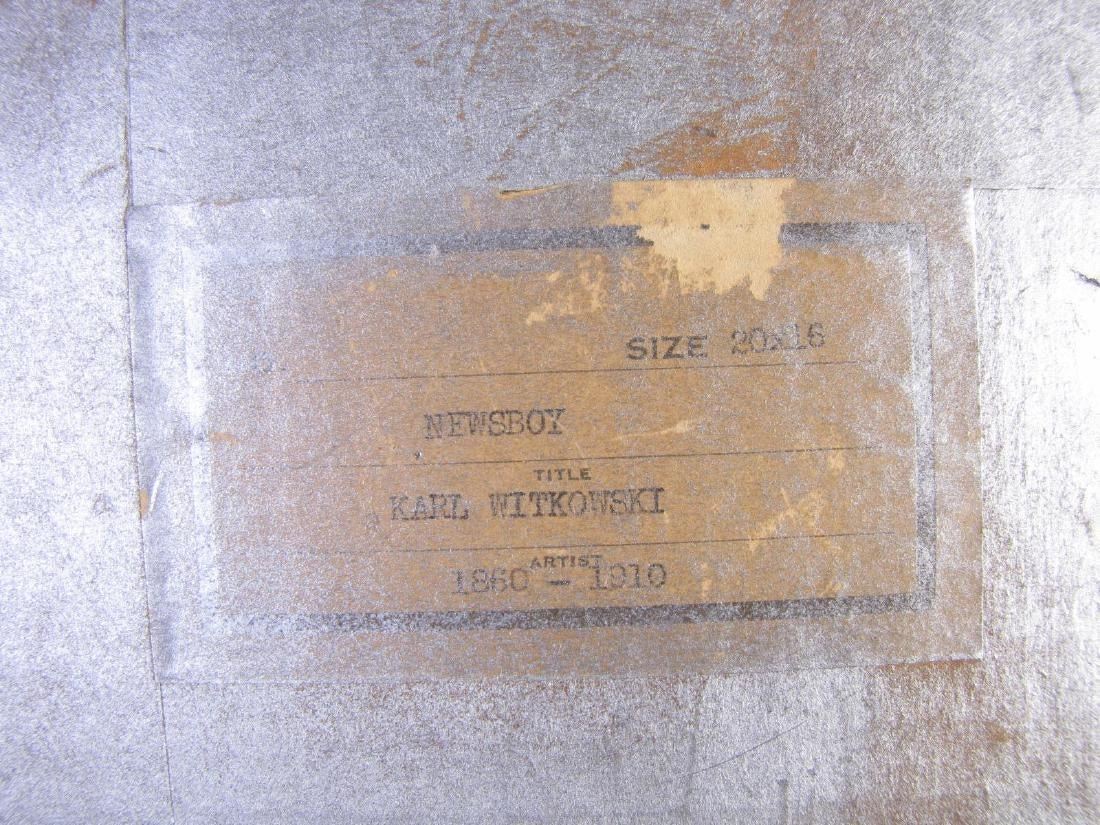 SIZE 20x16
NEWSBOY
TITLE
KARL WITKOWSKI
ARTIST
1860 - 1910